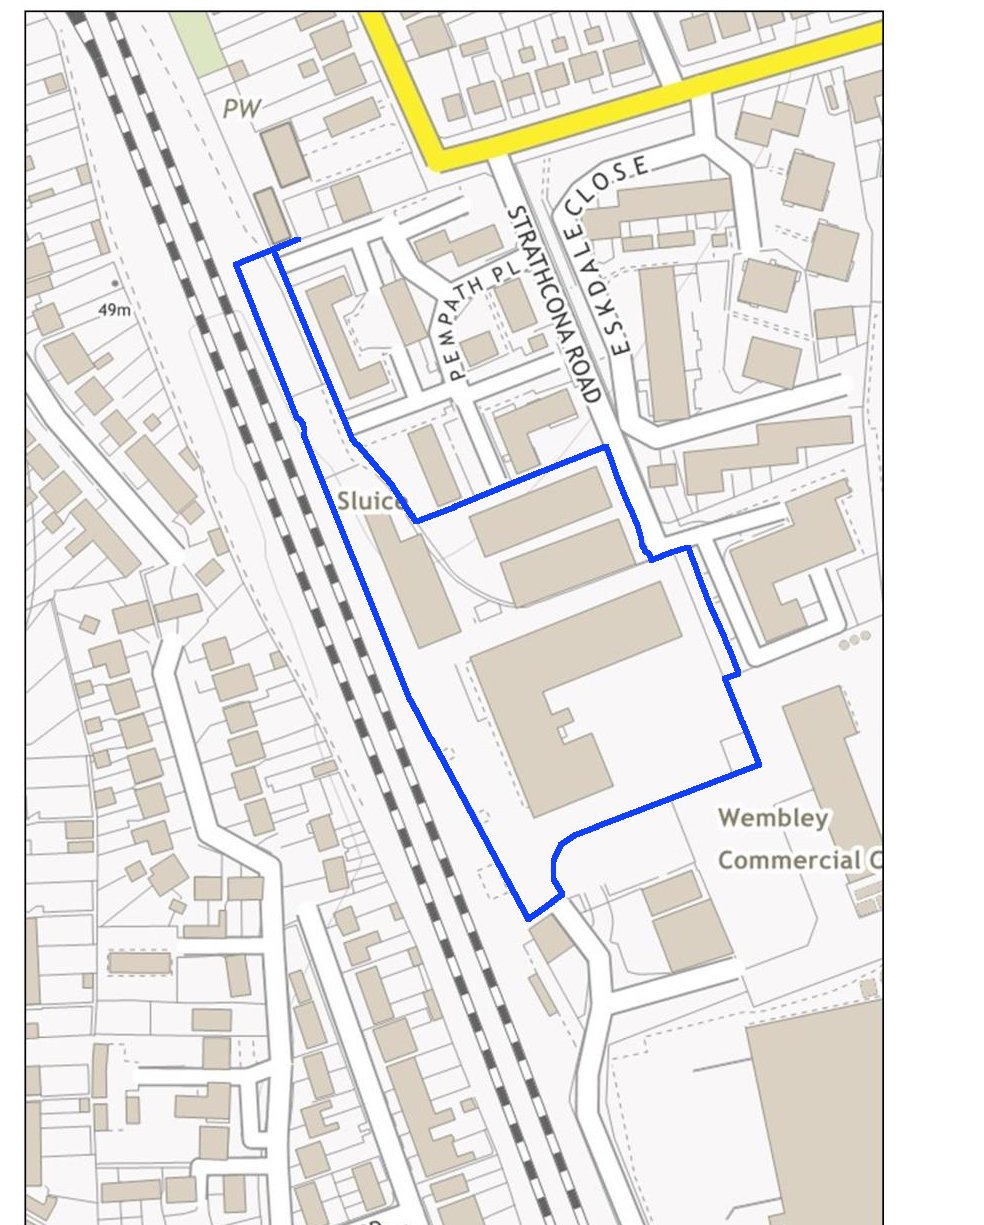 PW
ESKDALE CLOSE
STRATHCONA ROAD
PEMPATH PL
49m
Sluice
Wembley
Commercial C